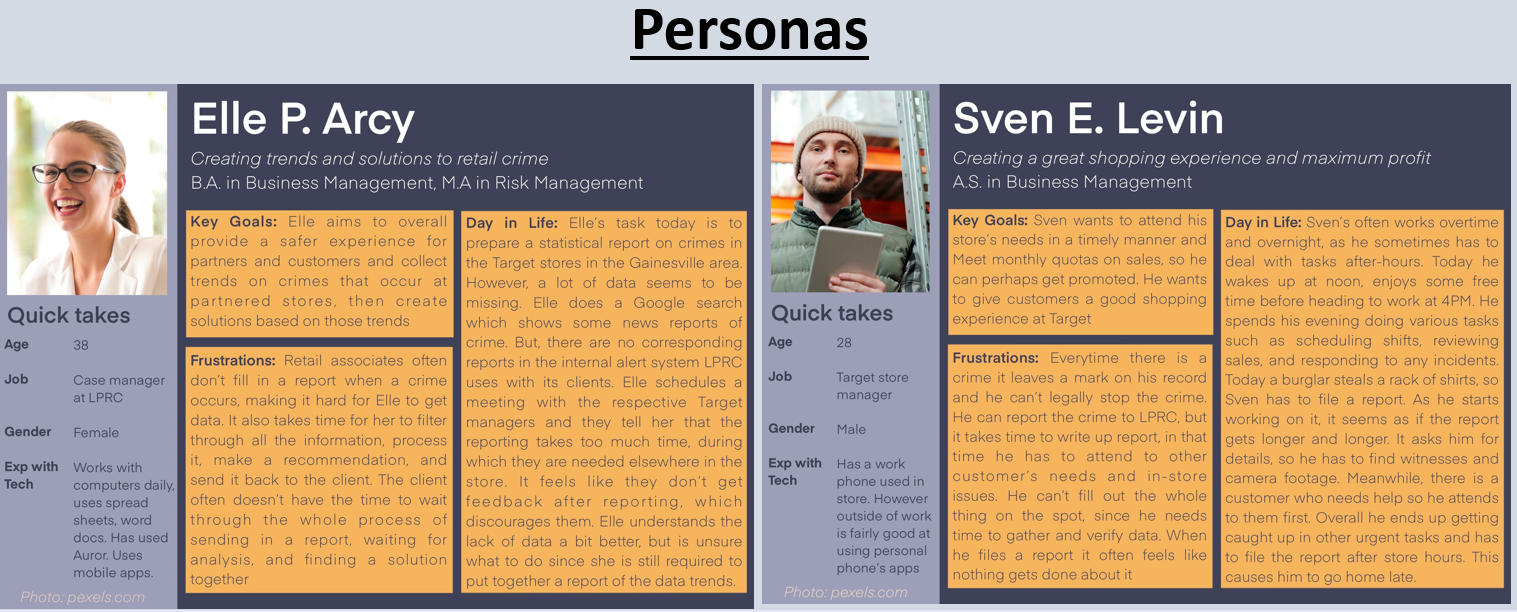 Personas
Elle P. Arcy
Creating trends and solutions to retail crime
B.A. in Business Management, M.A in Risk Management
Quick takes
Age 38
Job Case manager
at LPRC
Gender Female
Exp with Works with
Tech computers daily,
uses spread
sheets, word
docs. Has used
Auror. Uses
mobile apps.
Photo: pexels.com
Key Goals: Elle aims to overall
provide a safer experience for
partners and customers and collect
trends on crimes that occur at
partnered stores, then create
solutions based on those trends
Frustrations: Retail associates often
don't fill in a report when a crime
occurs, making it hard for Elle to get
data. It also takes time for her to filter
through all the information, process
it, make a recommendation, and
send it back to the client. The client
often doesn't have the time to wait
through the whole process of
sending in a report, waiting for
analysis, and finding a solution
together
Day in Life: Elle's task today is to
prepare a statistical report on crimes in
the Target stores in the Gainesville area.
However, a lot of data seems to be
missing. Elle does a Google search
which shows some news reports of
crime. But, there are no corresponding
reports in the internal alert system LPRC
uses with its clients. Elle schedules a
meeting with the respective Target
managers and they tell her that the
reporting takes too much time, during
which they are needed elsewhere in the
store. It feels like they don't get
feedback after reporting, which
discourages them. Elle understands the
lack of data a bit better, but is unsure
what to do since she is still required to
put together a report of the data trends.
Sven E. Levin
Creating a great shopping experience and maximum profit
A.S. in Business Management
Quick takes
Age 28
Job Target store
manager
Gender Male
Exp with Has a work
Tech phone used in
store. However
outside of work
is fairly good at
using personal
phone's apps
Photo: pexels.com
Key Goals: Sven wants to attend his
store's needs in a timely manner and
Meet monthly quotas on sales, so he
can perhaps get promoted. He wants
to give customers a good shopping
experience at Target
Frustrations: Everytime there is a
crime it leaves a mark on his record
and he can't legally stop the crime.
He can report the crime to LPRC, but
it takes time to write up report, in that
time he has to attend to other
customer's needs and in-store
issues. He can't fill out the whole
thing on the spot, since he needs
time to gather and verify data. When
he files a report it often feels like
nothing gets done about it
Day in Life: Sven's often works overtime
and overnight, as he sometimes has to
deal with tasks after-hours. Today he
wakes up at noon, enjoys some free
time before heading to work at 4PM. He
spends his evening doing various tasks
such as scheduling shifts, reviewing
sales, and responding to any incidents.
Today a burglar steals a rack of shirts, so
Sven has to file a report. As he starts
working on it, it seems as if the report
gets longer and longer. It asks him for
details, so he has to find witnesses and
camera footage. Meanwhile, there is a
customer who needs help so he attends
to them first. Overall he ends up getting
caught up in other urgent tasks and has
to file the report after store hours. This
causes him to go home late.